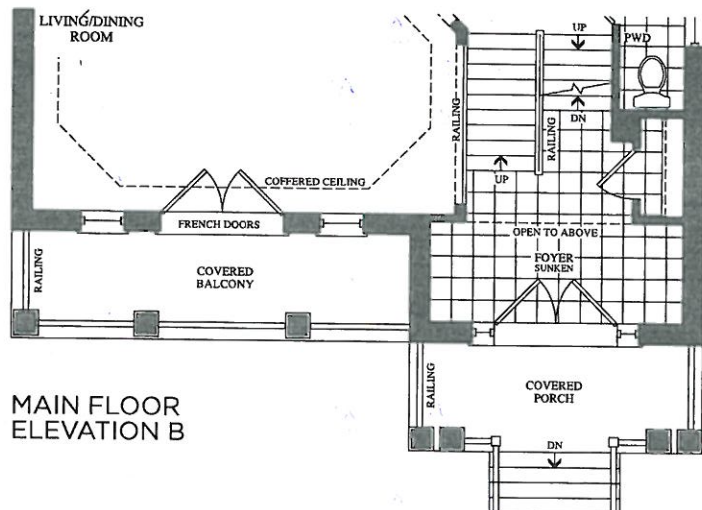 LIVING/DINING
ROOM
UP
PWD
RAILING
RAILING
DN
UP
COFFERED CEILING
FRENCH DOORS
OPEN TO ABOVE
FOYER
SUNKEN
RAILING
COVERED
BALCONY
RAILING
COVERED
PORCH
MAIN FLOOR
ELEVATION B
DN